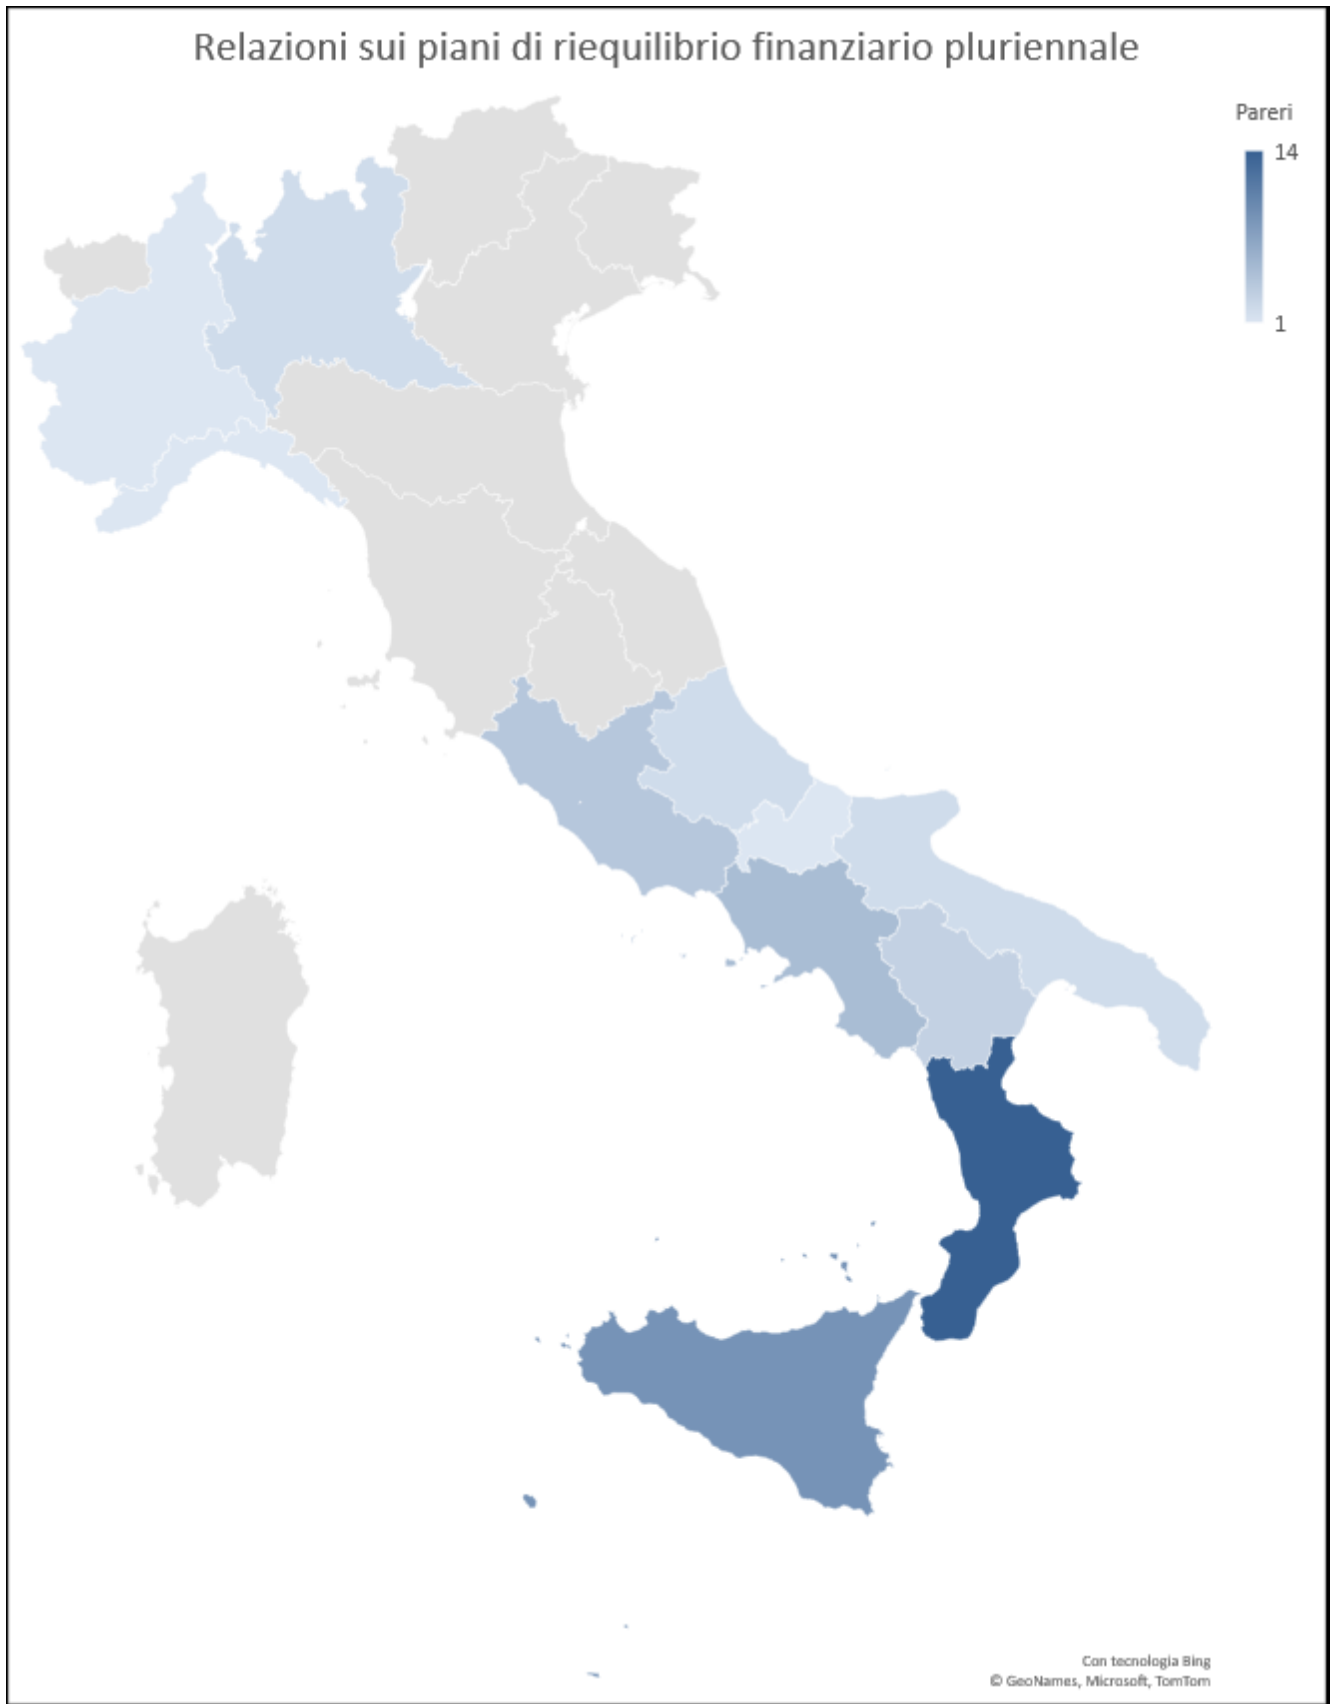 Relazioni sui piani di riequilibrio finanziario pluriennale
Pareri
14
1
Con tecnologia Bing
© GeoNames, Microsoft, TomTom